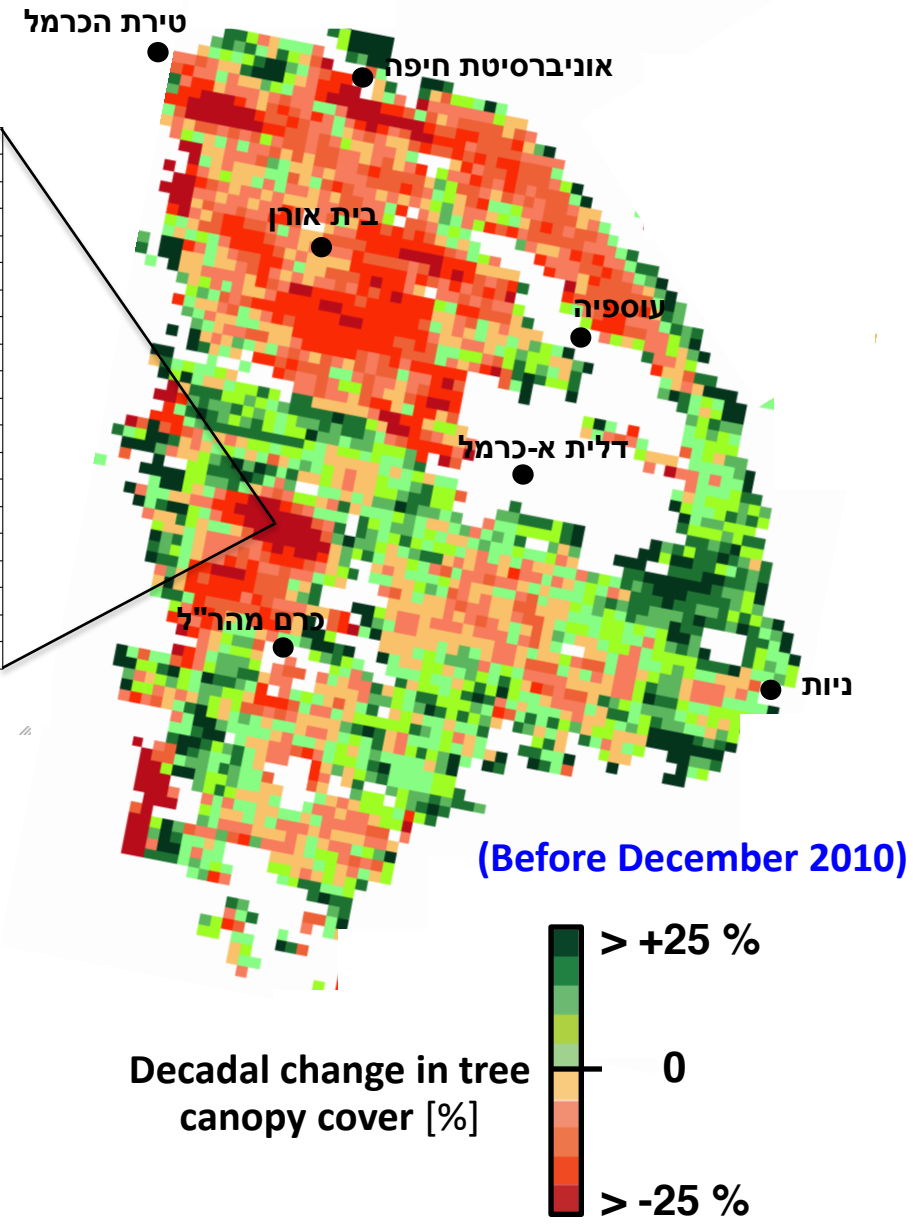 טירת הכרמל
אוניברסיטת חיפה
בית אורן
עוספיה
דלית א-כרמל
כרם מהר"ל
ניות
(Before December 2010)
> +25 %
0
Decadal change in tree
canopy cover [%]
> -25 %